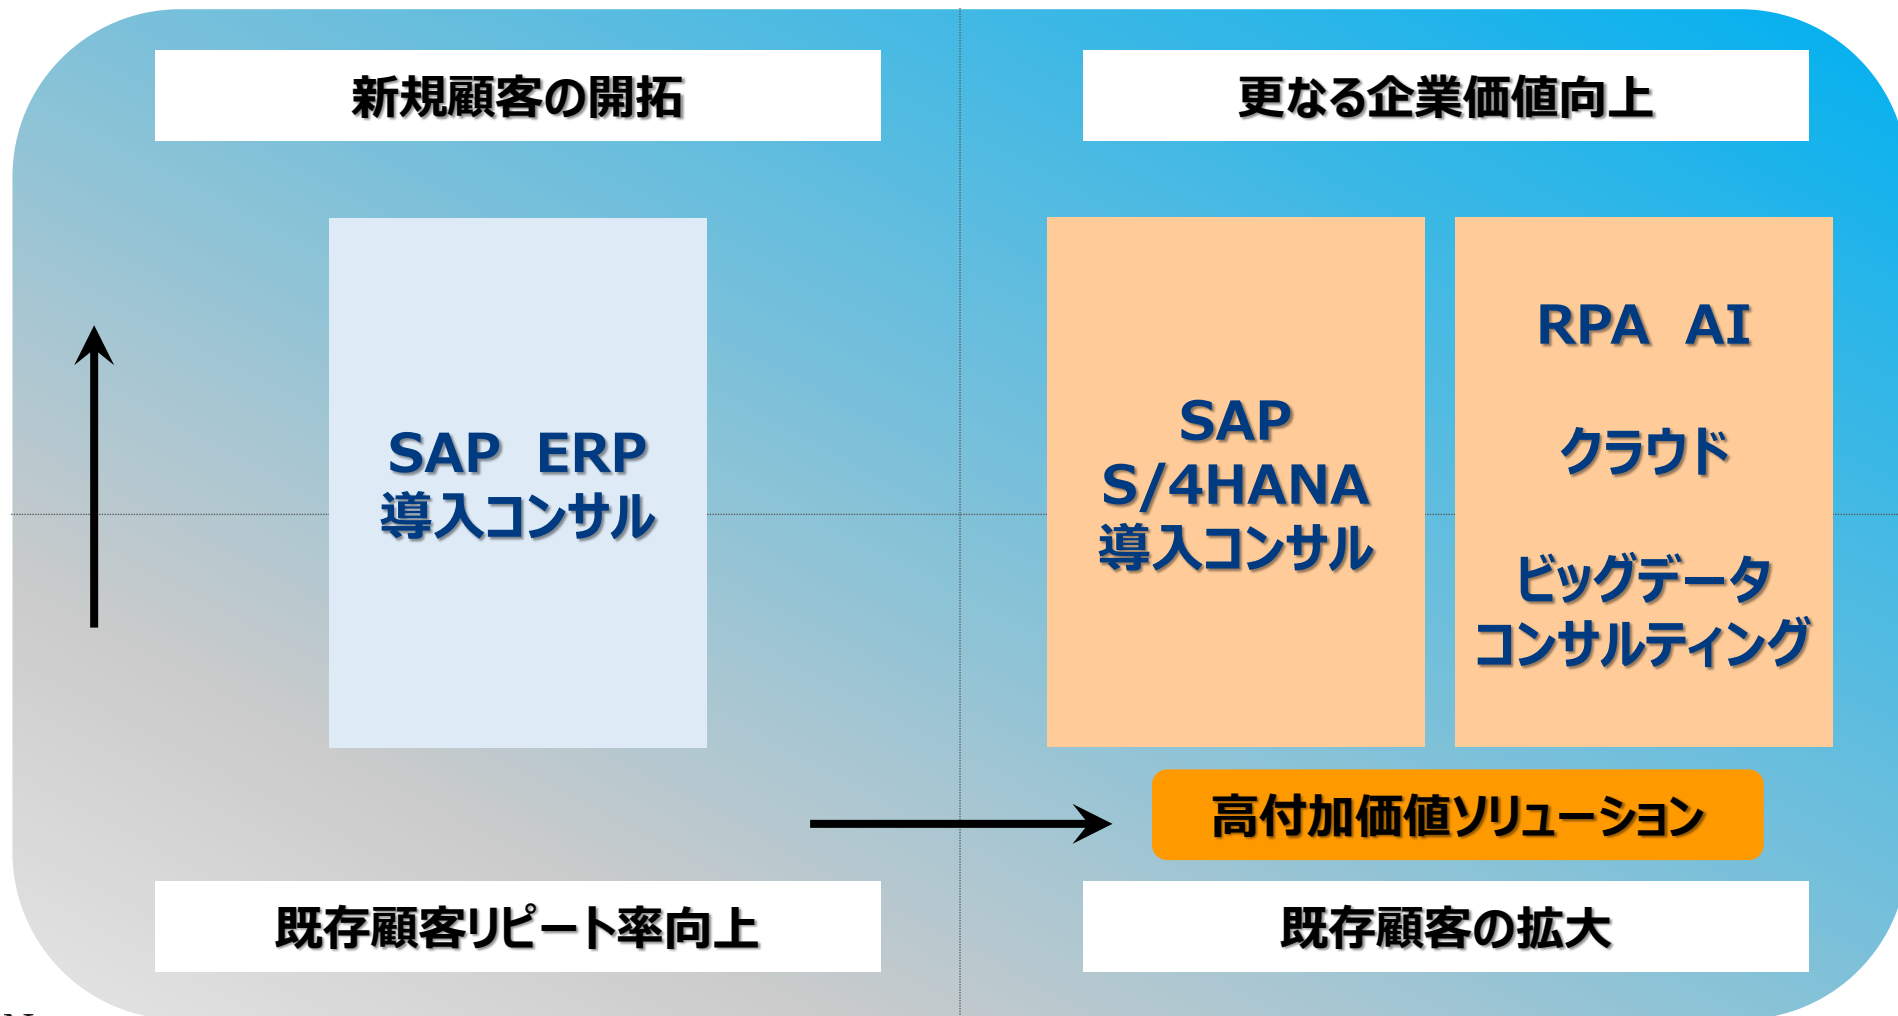 新規顧客の開拓
更なる企業価値向上
SAP　ERP
導入コンサル
SAP
S/4HANA
導入コンサル
RPA　AI
クラウド
ビッグデータ
コンサルティング
高付加価値ソリューション
既存顧客リピート率向上
既存顧客の拡大